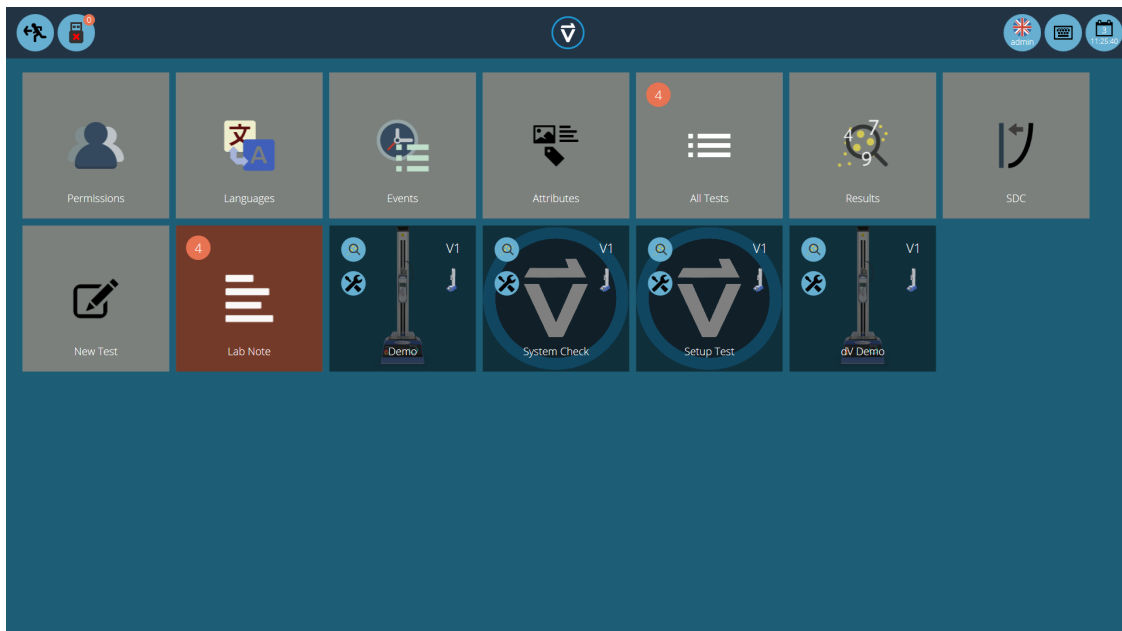 0
admin
3
11:25:40
Permissions
Languages
Events
Attributes
4
All Tests
4 7
9
Results
SDC
New Test
4
Lab Note
V1
Demo
V1
System Check
V1
Setup Test
V1
dV Demo